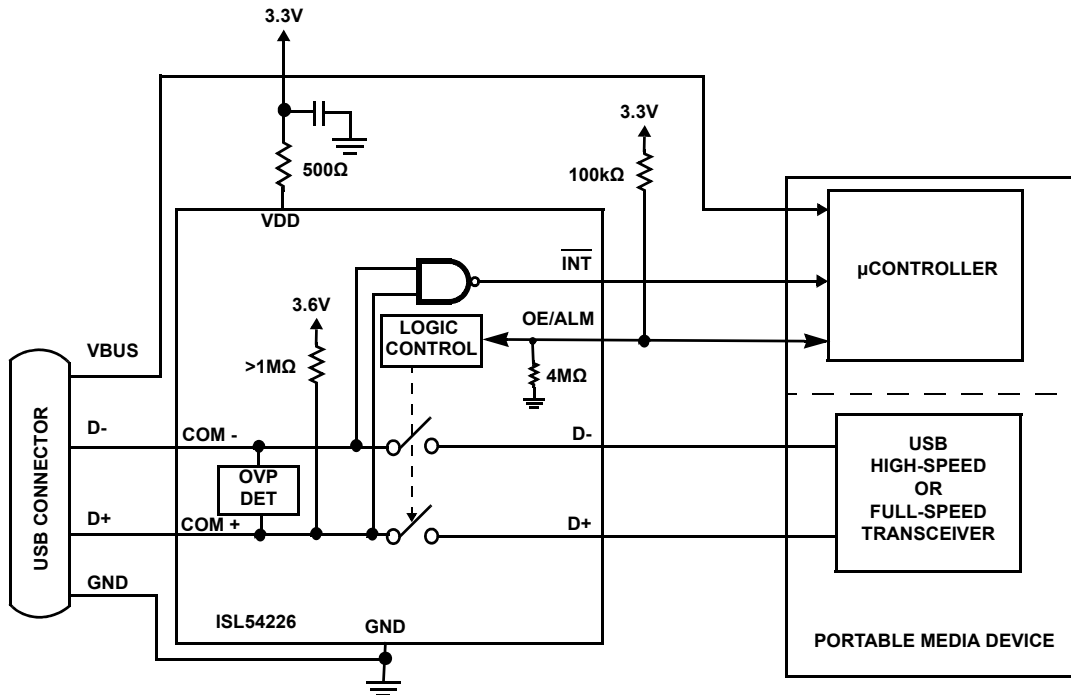 3.3V
500Ω
VDD
3.3V
100kΩ
INT
µCONTROLLER
3.6V
>1MΩ
LOGIC
CONTROL
OE/ALM
4MΩ
USB CONNECTOR
VBUS
D-
COM -
OVP
DET
D+
COM +
GND
D-
D+
USB
HIGH-SPEED
OR
FULL-SPEED
TRANSCEIVER
ISL54226
GND
PORTABLE MEDIA DEVICE